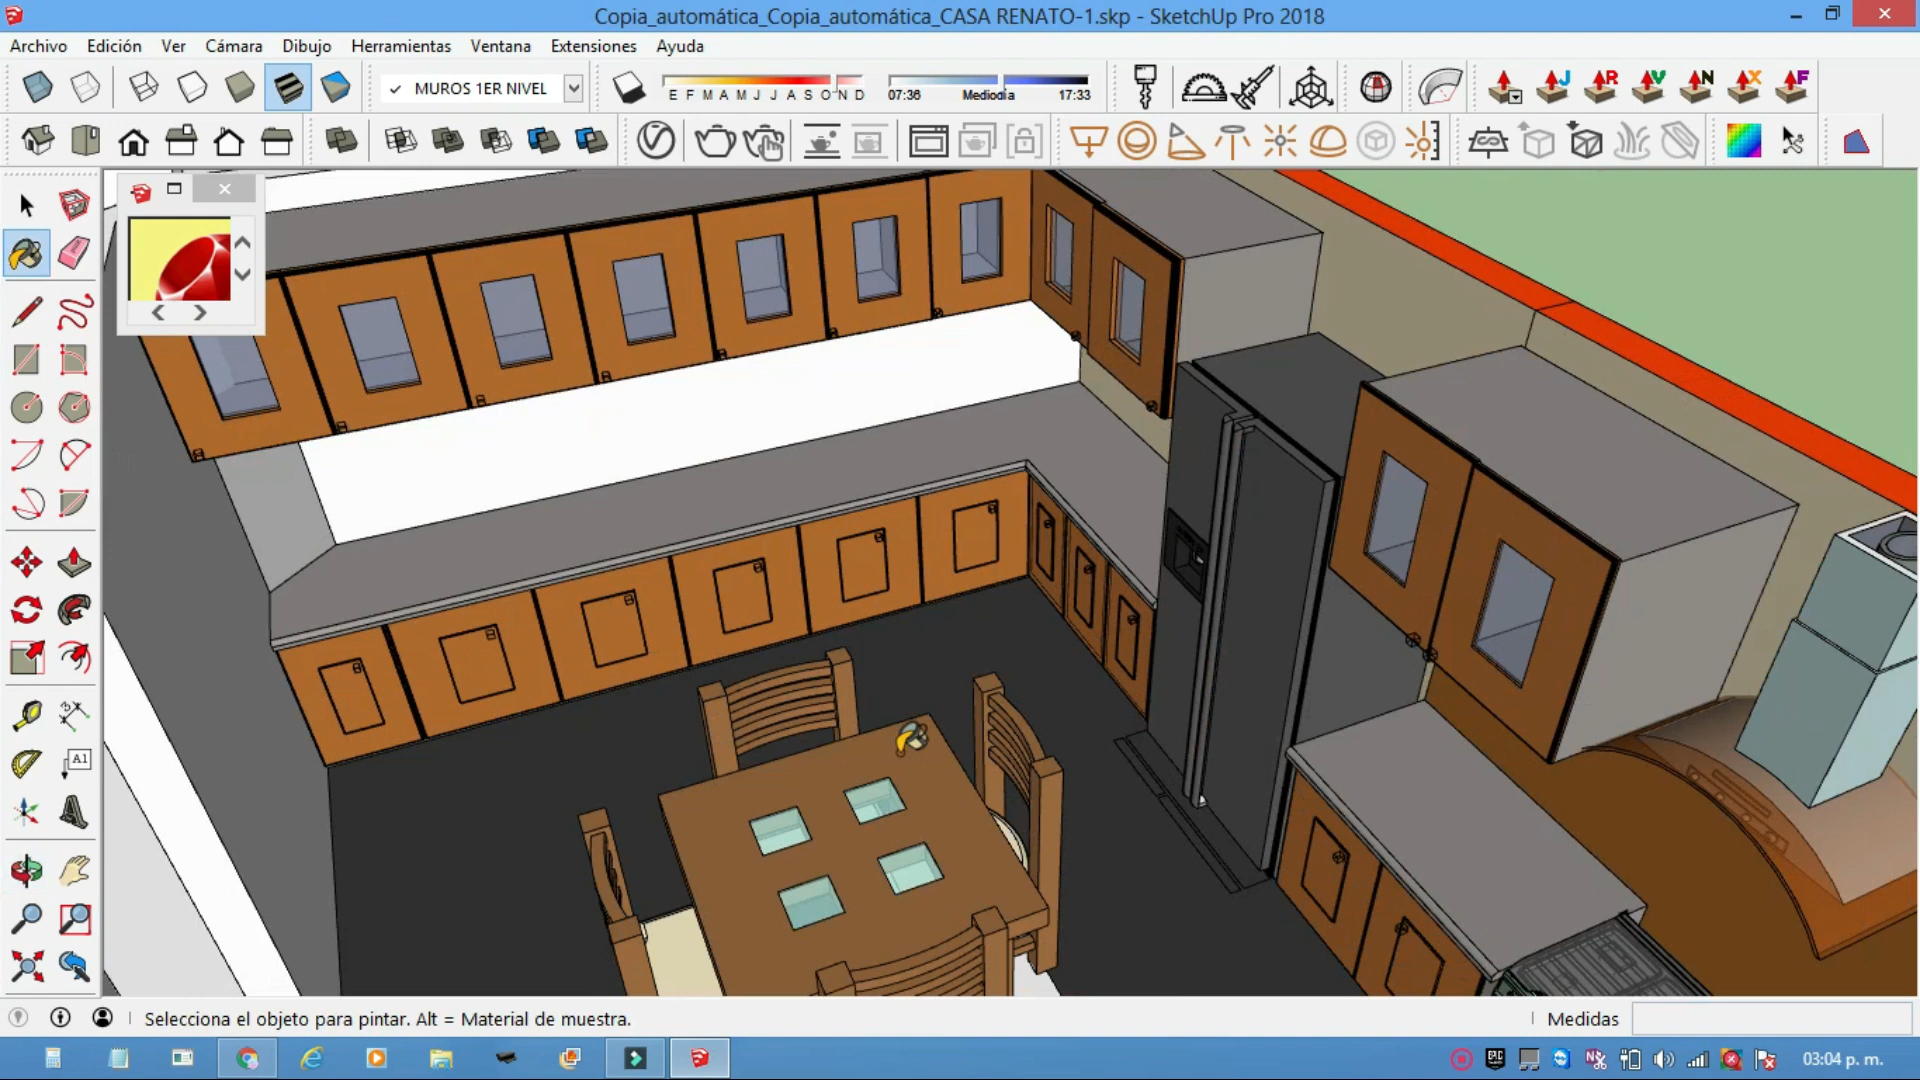 Copia_automática_Copia_automática_CASA RENATO-1.skp - SketchUp Pro 2018
Archivo Edición Ver Cámara Dibujo Herramientas Ventana Extensiones Ayuda
MUROS 1ER NIVEL
E F M A M J J A S O N D
07:36 Mediodía 17:33
J R V N X F
A1
Selecciona el objeto para pintar. Alt = Material de muestra.
Medidas
03:04 p. m.